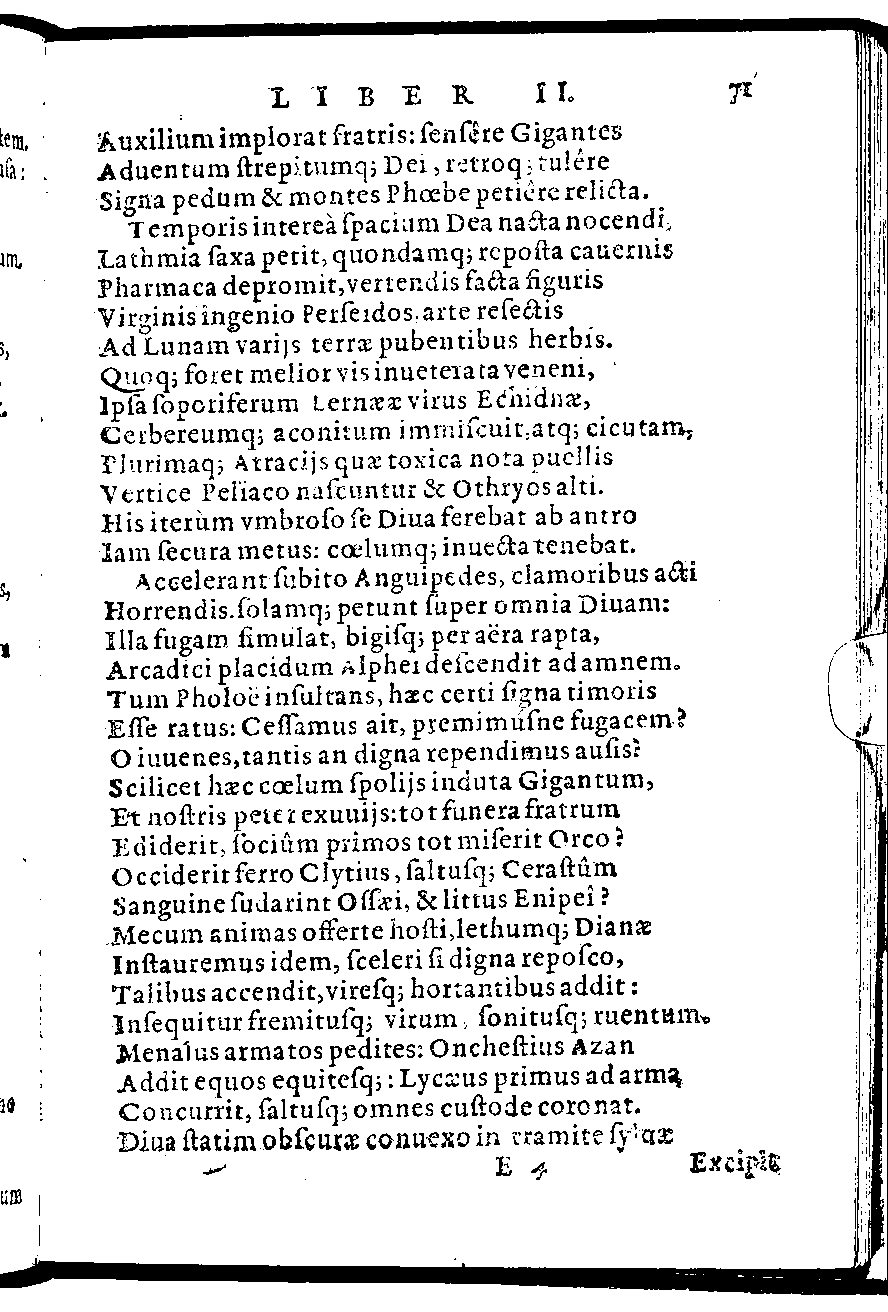 LIBER II. 71
Auxilium implorat fratris: ſenſêre Gigantes
Aduentum ſtrepitumq; Dei, retroq; tulêre
Signa pedum & montes Phœbe petiêre relicta.
Temporis intereà ſpacium Dea nacta nocendi,
Lathmia ſaxa petit, quondamq; repoſta cauernis
Pharmaca depromit, vertendis facta figuris
Virginis ingenio Perſeidos, arte reſectis
Ad Lunam varijs terræ pubentibus herbis.
Quoq; foret melior vis inueterata veneni,
Ipſa ſoporiferum Lernææ virus Echidnæ,
Cerbereumq; aconitum immiſcuit, atq; cicutam,
Plurimaq; Atracijs quæ toxica nota puellis
Vertice Peliaco naſcuntur & Othryos alti.
His iterùm vmbroſo ſe Diua ferebat ab antro
Iam ſecura metus: cœlumq; inuecta tenebat.
Accelerant ſubito Anguipedes, clamoribus acti
Horrendis. ſolamq; petunt ſuper omnia Diuam:
Illa fugam ſimulat, bigiſq; per aëra rapta,
Arcadici placidum Alphei deſcendit ad amnem.
Tum Pholoë inſultans, hæc certi ſigna timoris
Eſſe ratus: Ceſſamus ait, premimúſne fugacem?
O iuuenes, tantis an digna rependimus auſis?
Scilicet hæc cœlum ſpolijs induta Gigantum,
Et noſtris petet exuuijs: tot funera fratrum
Ediderit, ſociûm primos tot miſerit Orco?
Occiderit ferro Clytius, ſaltuſq; Ceraſtûm
Sanguine ſudarint Oſſæi, & littus Enipeî?
Mecum animas offerte hoſti, lethumq; Dianæ
Inſtauremus idem, ſceleri ſi digna repoſco,
Talibus accendit, vireſq; hortantibus addit:
Inſequitur fremituſq; virum, ſonituſq; ruentum.
Menalus armatos pedites: Oncheſtius Azan
Addit equos equiteſq; : Lycæus primus ad arma
Concurrit, ſaltuſq; omnes cuſtode coronat.
Diua ſtatim obſcuræ conuexo in tramite ſyluæ
E 4 Excipit
tem.
uſa:
um.
s,
s,
no
um